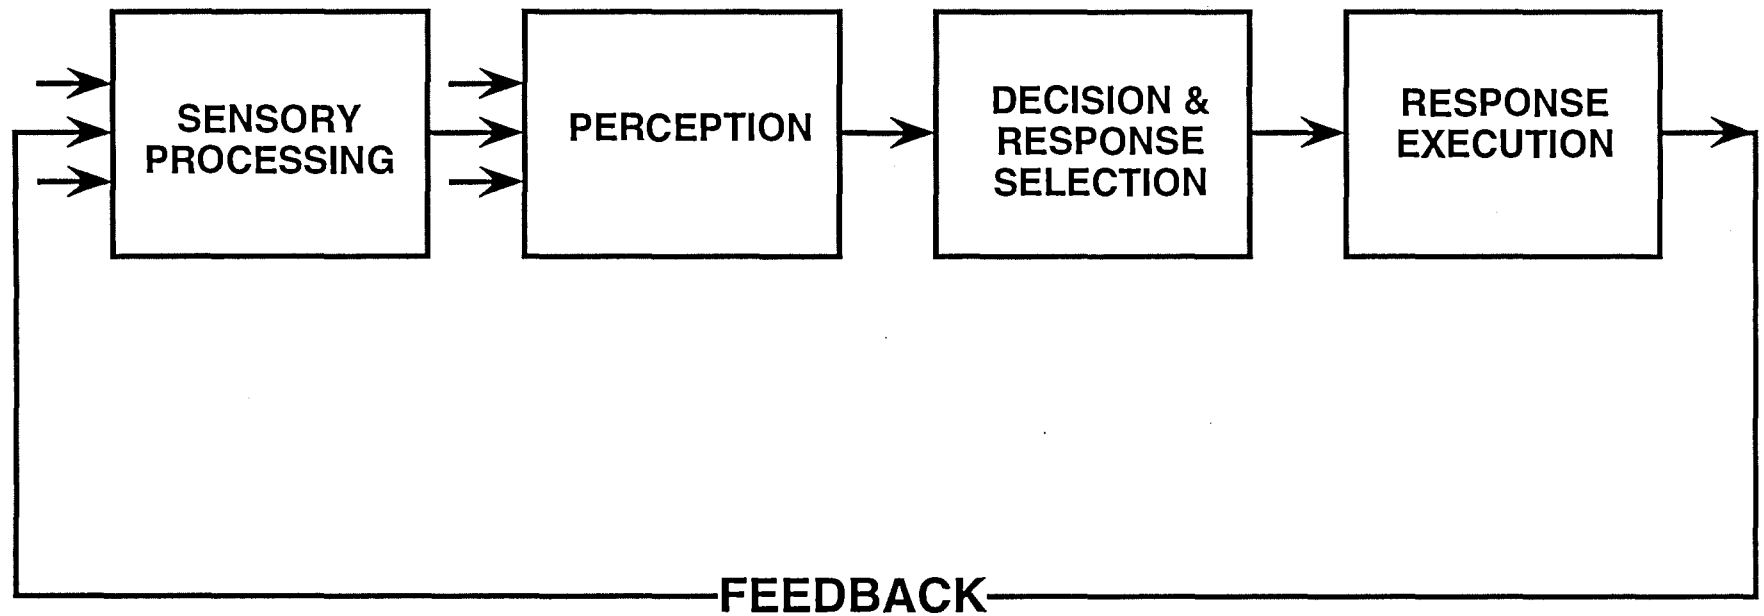 SENSORY
PROCESSING
PERCEPTION
DECISION &
RESPONSE
SELECTION
RESPONSE
EXECUTION
FEEDBACK